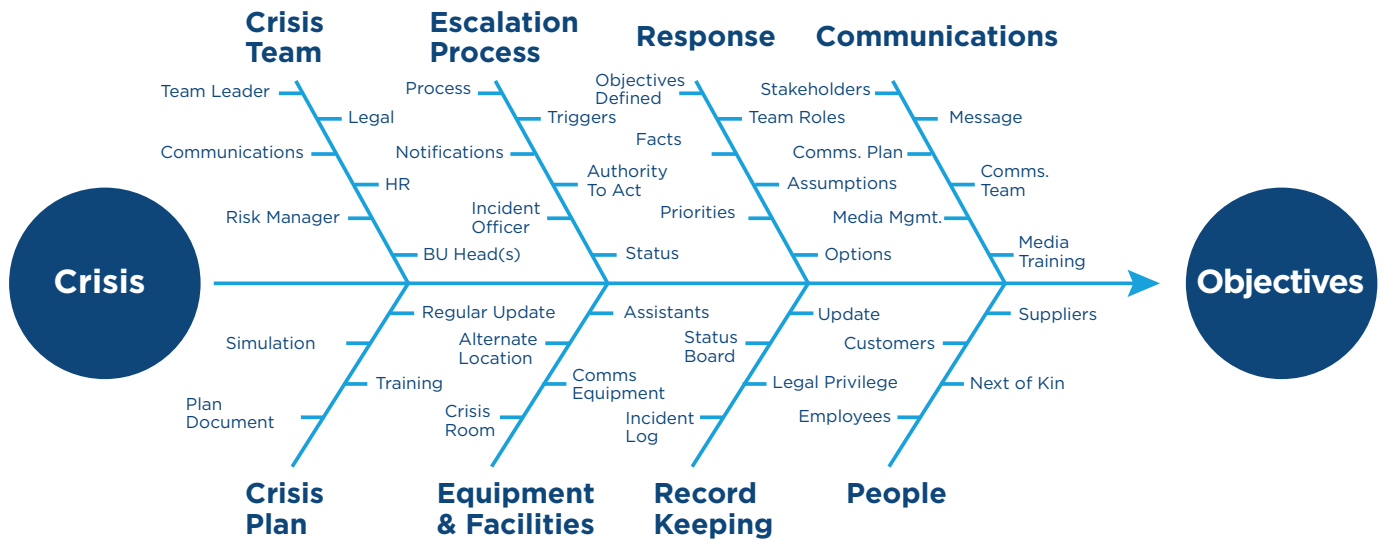 Crisis
Team
Escalation
Process
Response
Communications
Team Leader
Legal
Communications
HR
Risk Manager
BU Head(s)
Process
Triggers
Notifications
Authority
To Act
Incident
Officer
Status
Objectives
Defined
Team Roles
Facts
Assumptions
Priorities
Options
Stakeholders
Message
Comms. Plan
Comms.
Team
Media Mgmt.
Media
Training
Crisis
Objectives
Regular Update
Simulation
Training
Plan
Document
Assistants
Alternate
Location
Comms
Equipment
Crisis
Room
Update
Status
Board
Legal Privilege
Incident
Log
Suppliers
Customers
Next of Kin
Employees
Crisis
Plan
Equipment
& Facilities
Record
Keeping
People